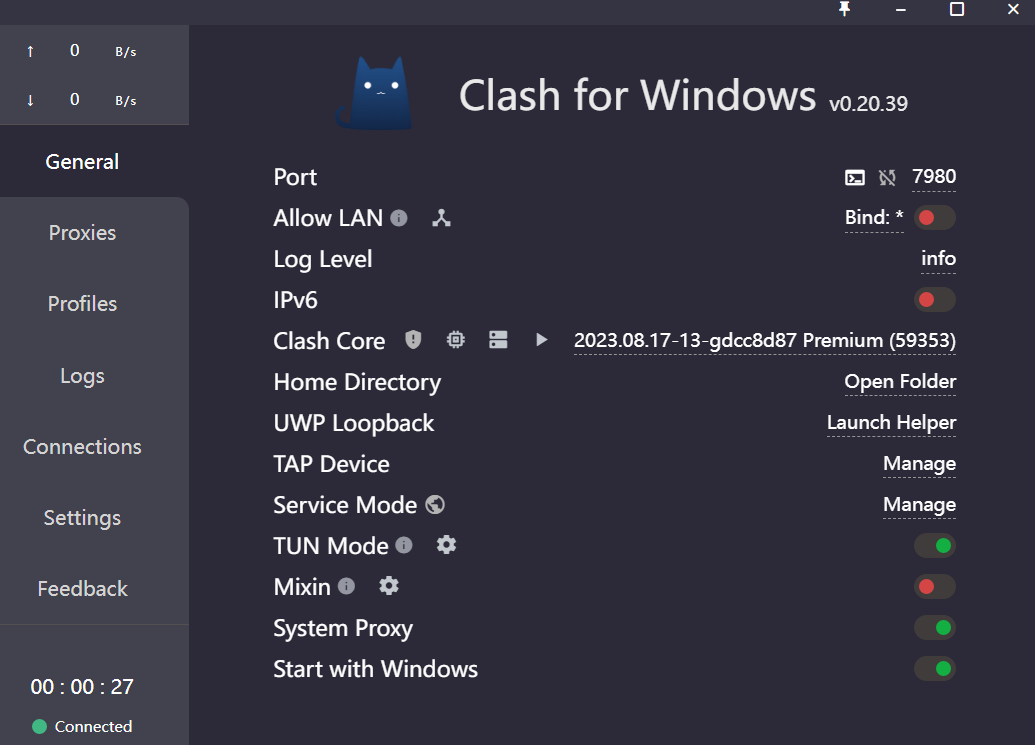 ↑ 0 B/s
↓ 0 B/s
General
Proxies
Profiles
Logs
Connections
Settings
Feedback
00 : 00 : 27
Connected
Clash for Windows v0.20.39
Port 7980
Allow LAN Bind: *
Log Level info
IPv6
Clash Core 2023.08.17-13-gdcc8d87 Premium (59353)
Home Directory Open Folder
UWP Loopback Launch Helper
TAP Device Manage
Service Mode Manage
TUN Mode
Mixin
System Proxy
Start with Windows